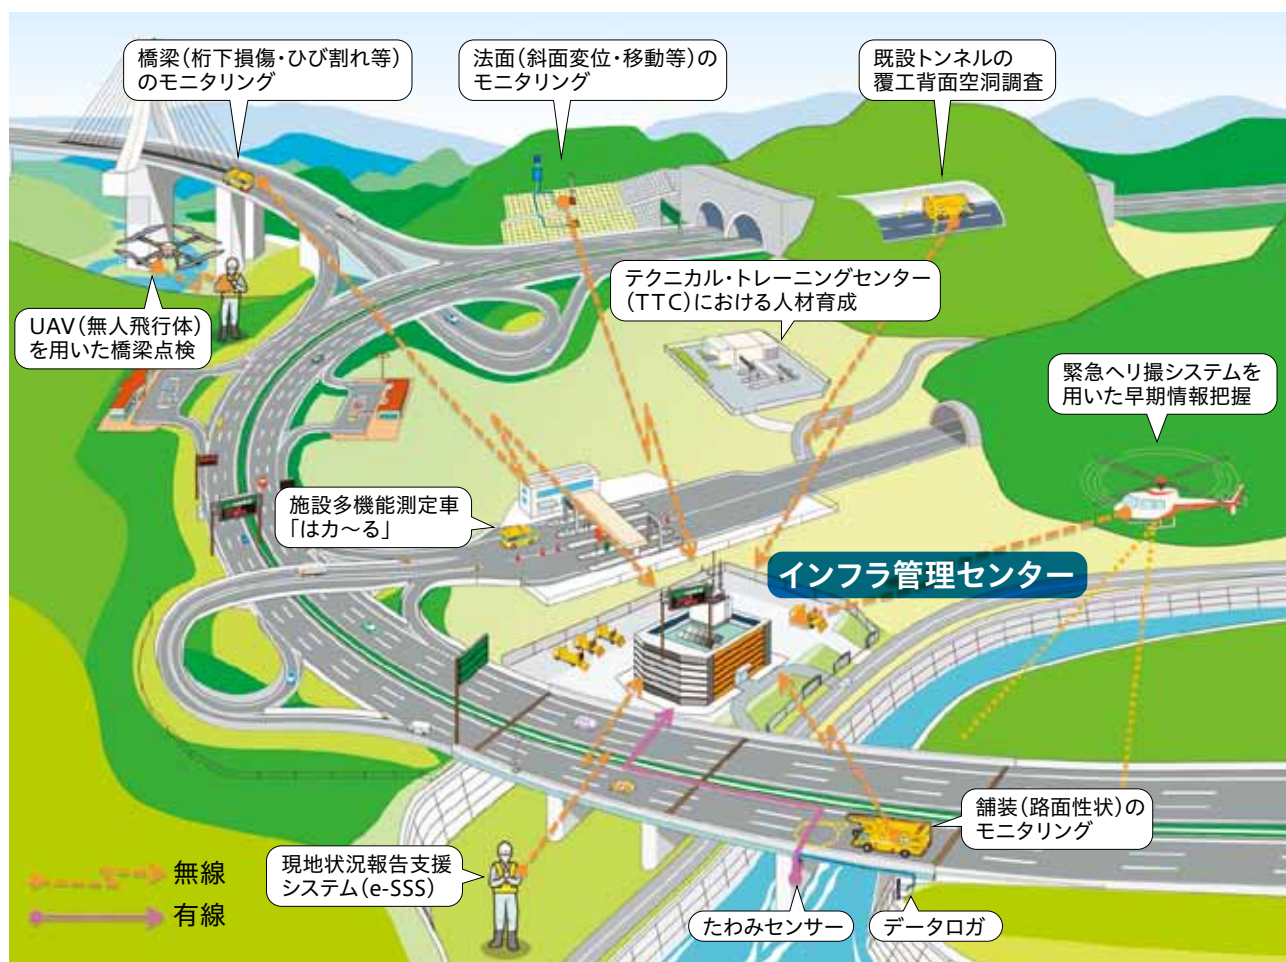 橋梁(桁下損傷・ひび割れ等)
のモニタリング
法面(斜面変位・移動等)の
モニタリング
既設トンネルの
覆工背面空洞調査
テクニカル・トレーニングセンター
(TTC)における人材育成
UAV(無人飛行体)
を用いた橋梁点検
緊急ヘリ撮システムを
用いた早期情報把握
施設多機能測定車
「はカ〜る」
インフラ管理センター
舗装(路面性状)の
モニタリング
現地状況報告支援
システム(e-SSS)
無線
有線
たわみセンサー
データロガ